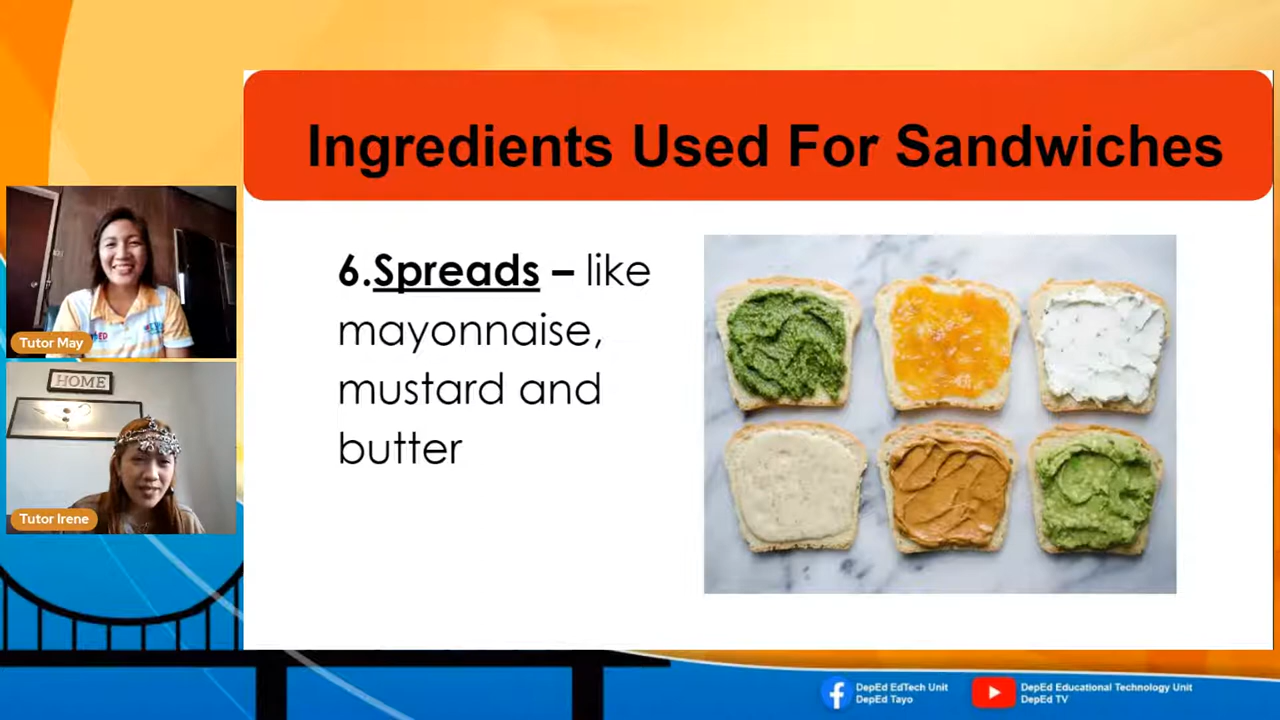 Ingredients Used For Sandwiches
6.Spreads – like
mayonnaise,
mustard and
butter
Tutor May
HOME
Tutor Irene
DepEd EdTech Unit
DepEd Tayo
DepEd Educational Technology Unit
DepEd TV